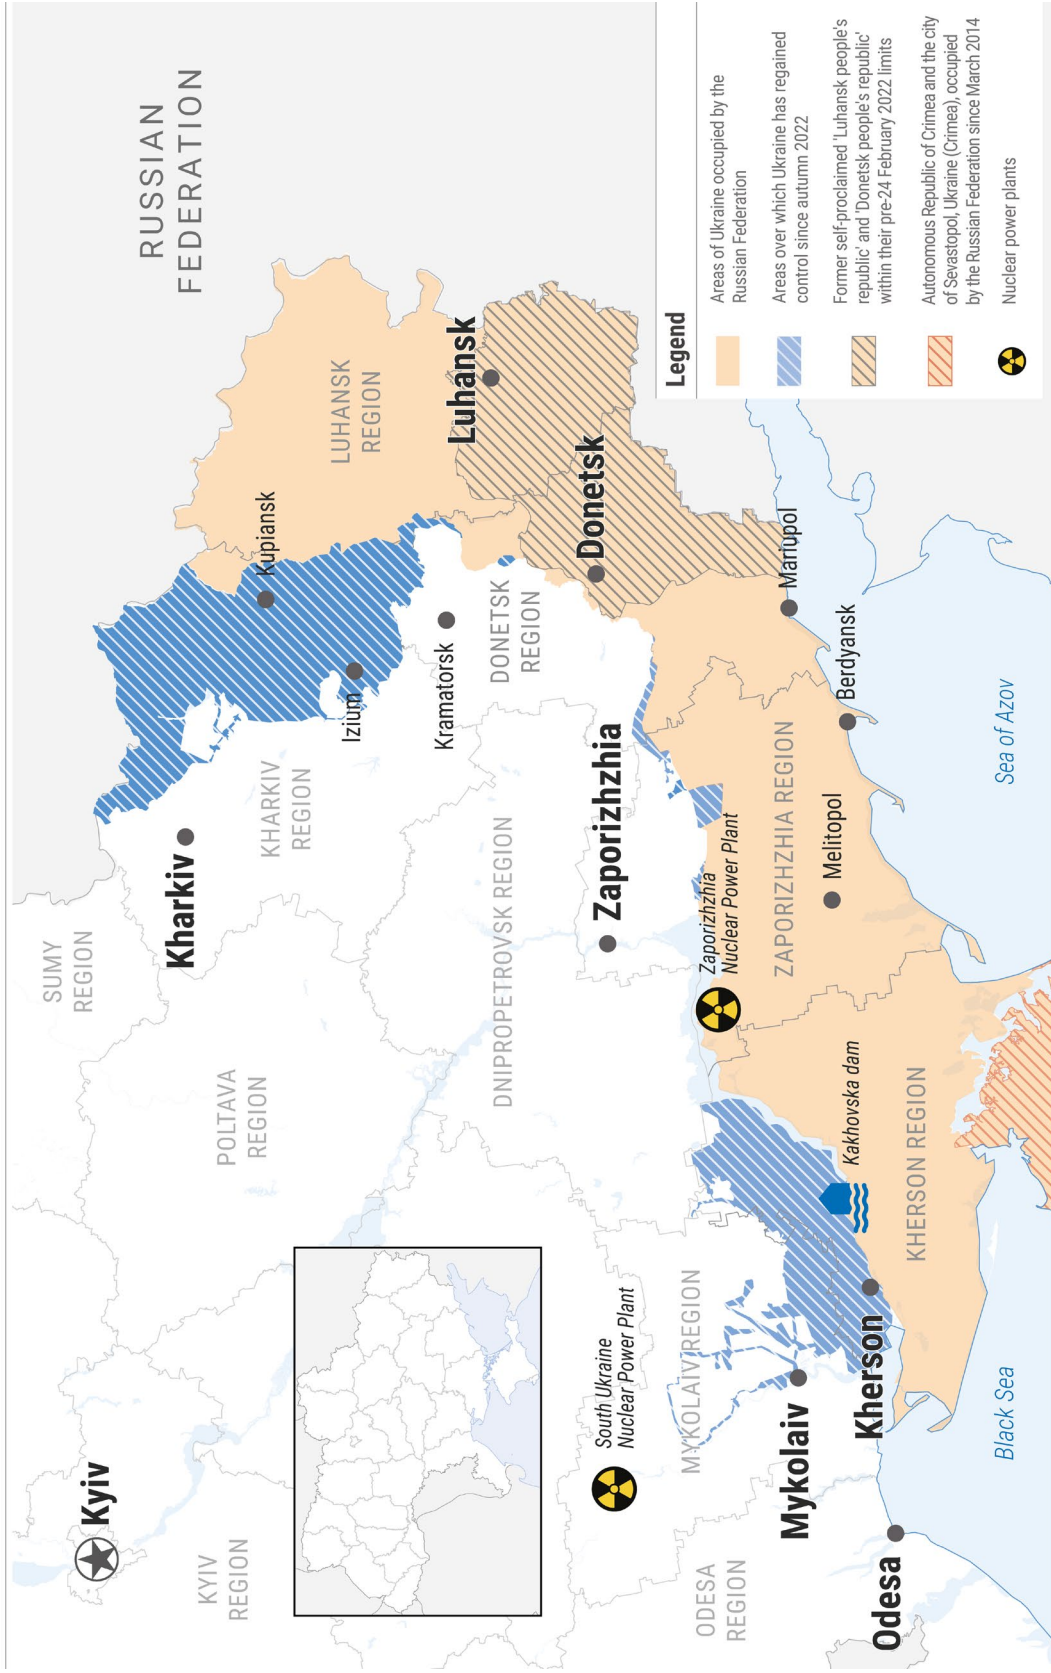 RUSSIAN
FEDERATION
SUMY
REGION
Kyiv
Kharkiv
POLTAVA
REGION
KYIV
REGION
KHARKIV
REGION
Kupiansk
Izium
LUHANSK
REGION
Kramatorsk
Luhansk
DONETSK
REGION
DNIPROPETROVSK REGION
Donetsk
Zaporizhzhia
South Ukraine
Nuclear Power Plant
Zaporizhzhia
Nuclear Power Plant
MYKOLAIV REGION
ODESA
REGION
ZAPORIZHZHIA REGION
Mariupol
Mykolaiv
Melitopol
Berdyansk
Kakhovska dam
Kherson
KHERSON REGION
Odesa
Black Sea
Sea of Azov
Legend
Areas of Ukraine occupied by the
Russian Federation
Areas over which Ukraine has regained
control since autumn 2022
Former self-proclaimed 'Luhansk people's
republic' and 'Donetsk people's republic'
within their pre-24 February 2022 limits
Autonomous Republic of Crimea and the city
of Sevastopol, Ukraine (Crimea), occupied
by the Russian Federation since March 2014
Nuclear power plants